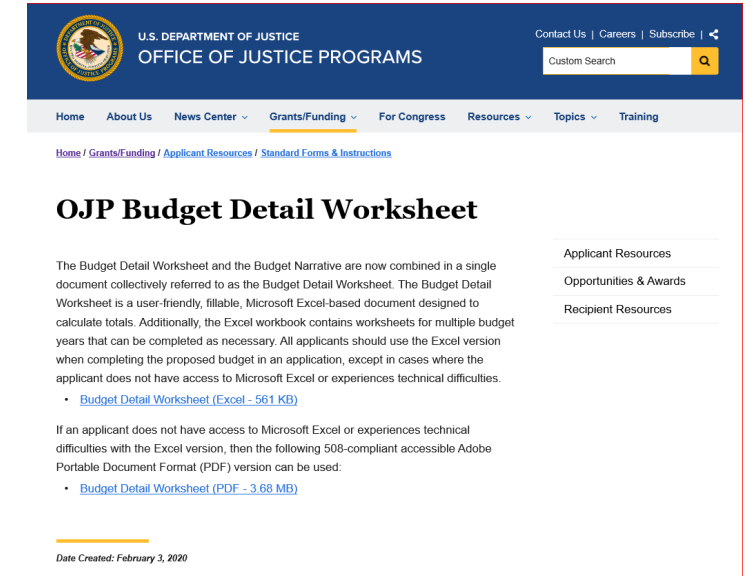 U.S. DEPARTMENT OF JUSTICE
OFFICE OF JUSTICE PROGRAMS
Contact Us | Careers | Subscribe |
Custom Search
Home About Us News Center Grants/Funding For Congress Resources Topics Training
Home / Grants/Funding / Applicant Resources / Standard Forms & Instructions
OJP Budget Detail Worksheet
The Budget Detail Worksheet and the Budget Narrative are now combined in a single
document collectively referred to as the Budget Detail Worksheet. The Budget Detail
Worksheet is a user-friendly, fillable, Microsoft Excel-based document designed to
calculate totals. Additionally, the Excel workbook contains worksheets for multiple budget
years that can be completed as necessary. All applicants should use the Excel version
when completing the proposed budget in an application, except in cases where the
applicant does not have access to Microsoft Excel or experiences technical difficulties.
• Budget Detail Worksheet (Excel - 561 KB)
If an applicant does not have access to Microsoft Excel or experiences technical
difficulties with the Excel version, then the following 508-compliant accessible Adobe
Portable Document Format (PDF) version can be used:
• Budget Detail Worksheet (PDF - 3.68 MB)
Applicant Resources
Opportunities & Awards
Recipient Resources
Date Created: February 3, 2020